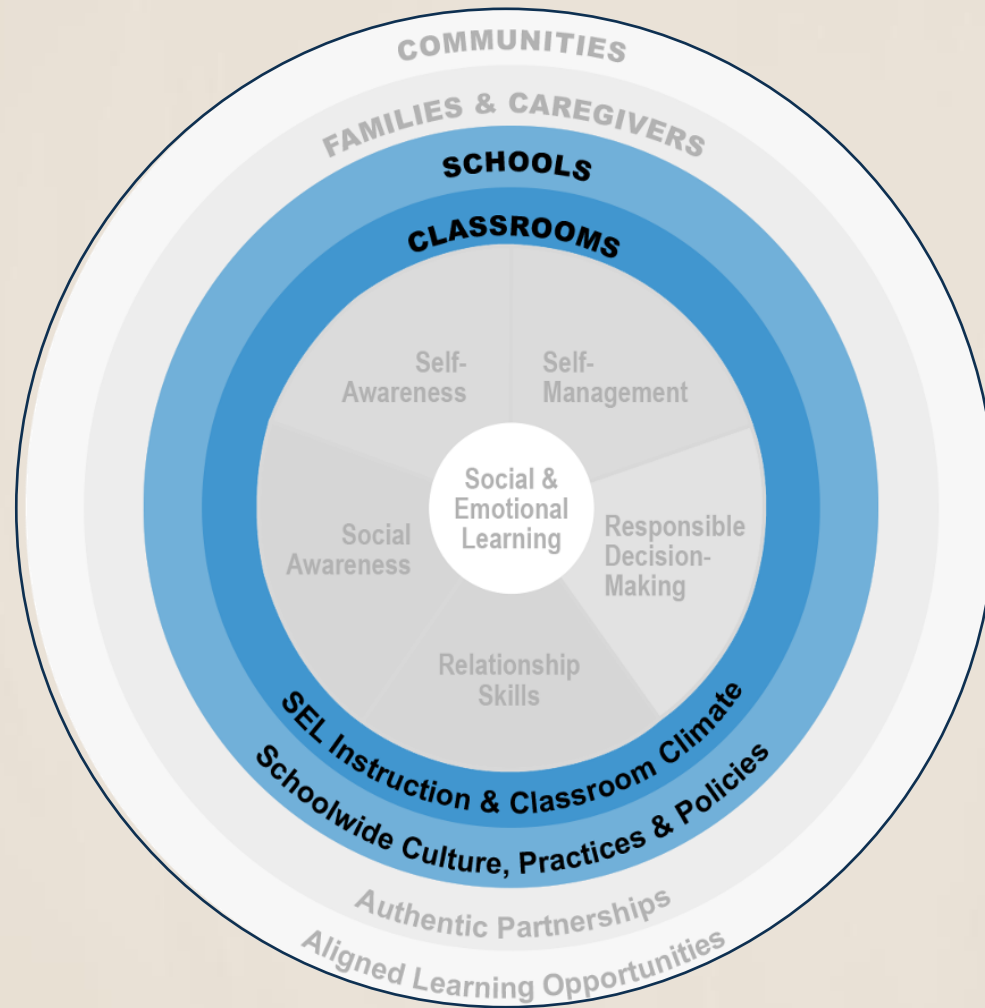 COMMUNITIES
FAMILIES & CAREGIVERS
SCHOOLS
CLASSROOMS
Self-
Awareness
Self-
Management
Social &
Emotional
Learning
Social
Awareness
Responsible
Decision-
Making
Relationship
Skills
SEL Instruction & Classroom Climate
Schoolwide Culture, Practices & Policies
Authentic Partnerships
Aligned Learning Opportunities